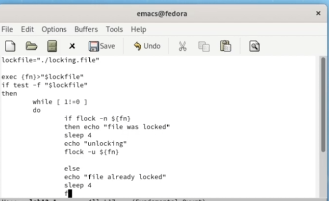 emacs@fedora
File Edit Options Buffers Tools Help
Save Undo
lockfile="./locking.file"
exec {fn}>"$lockfile"
if test -f "$lockfile"
then
while [ 1!=0 ]
do
if flock -n ${fn}
then echo "file was locked"
sleep 4
echo "unlocking"
flock -u ${fn}
else
echo "file already locked"
sleep 4
f